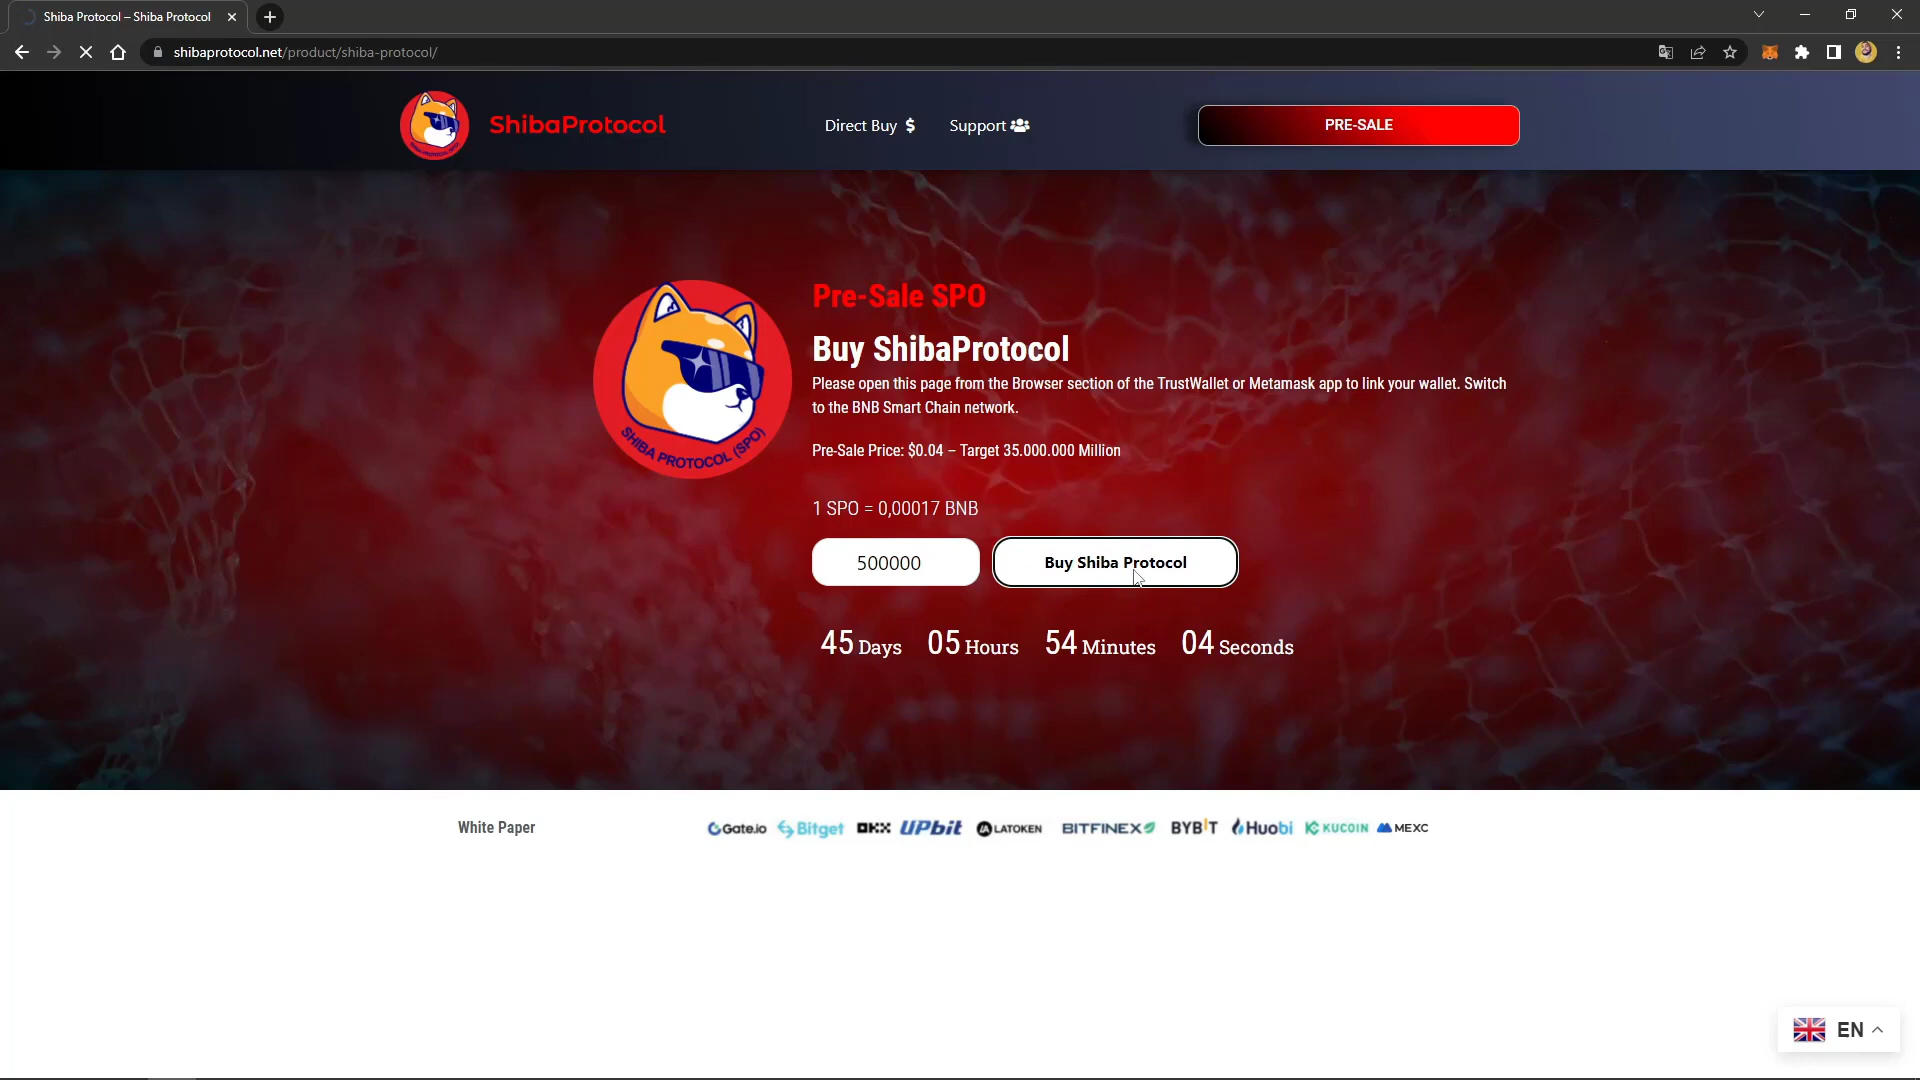 Shiba Protocol – Shiba Protocol
shibaprotocol.net/product/shiba-protocol/
ShibaProtocol
Direct Buy $
Support
PRE-SALE
Pre-Sale SPO
Buy ShibaProtocol
Please open this page from the Browser section of the TrustWallet or Metamask app to link your wallet. Switch
to the BNB Smart Chain network.
SHIBA PROTOCOL (SPO)
Pre-Sale Price: $0.04 – Target 35.000.000 Million
1 SPO = 0,00017 BNB
500000
Buy Shiba Protocol
45 Days 05 Hours 54 Minutes 04 Seconds
White Paper
Gate.io Bitget OKX UPbit LATOKEN BITFINEX BYBIT Huobi KUCOIN MEXC
EN